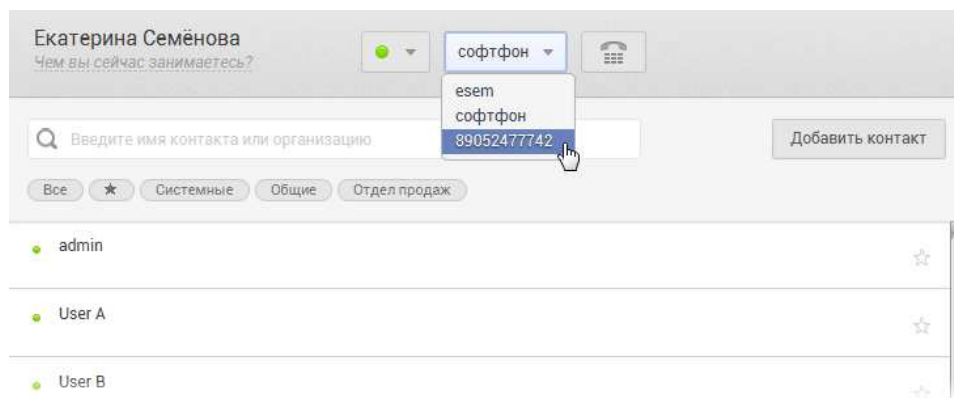 Екатерина Семёнова
Чем вы сейчас занимаетесь?
софтфон
esem
софтфон
89052477742
Введите имя контакта или организацию
Добавить контакт
Все ★ Системные Общие Отдел продаж
admin
User A
User B